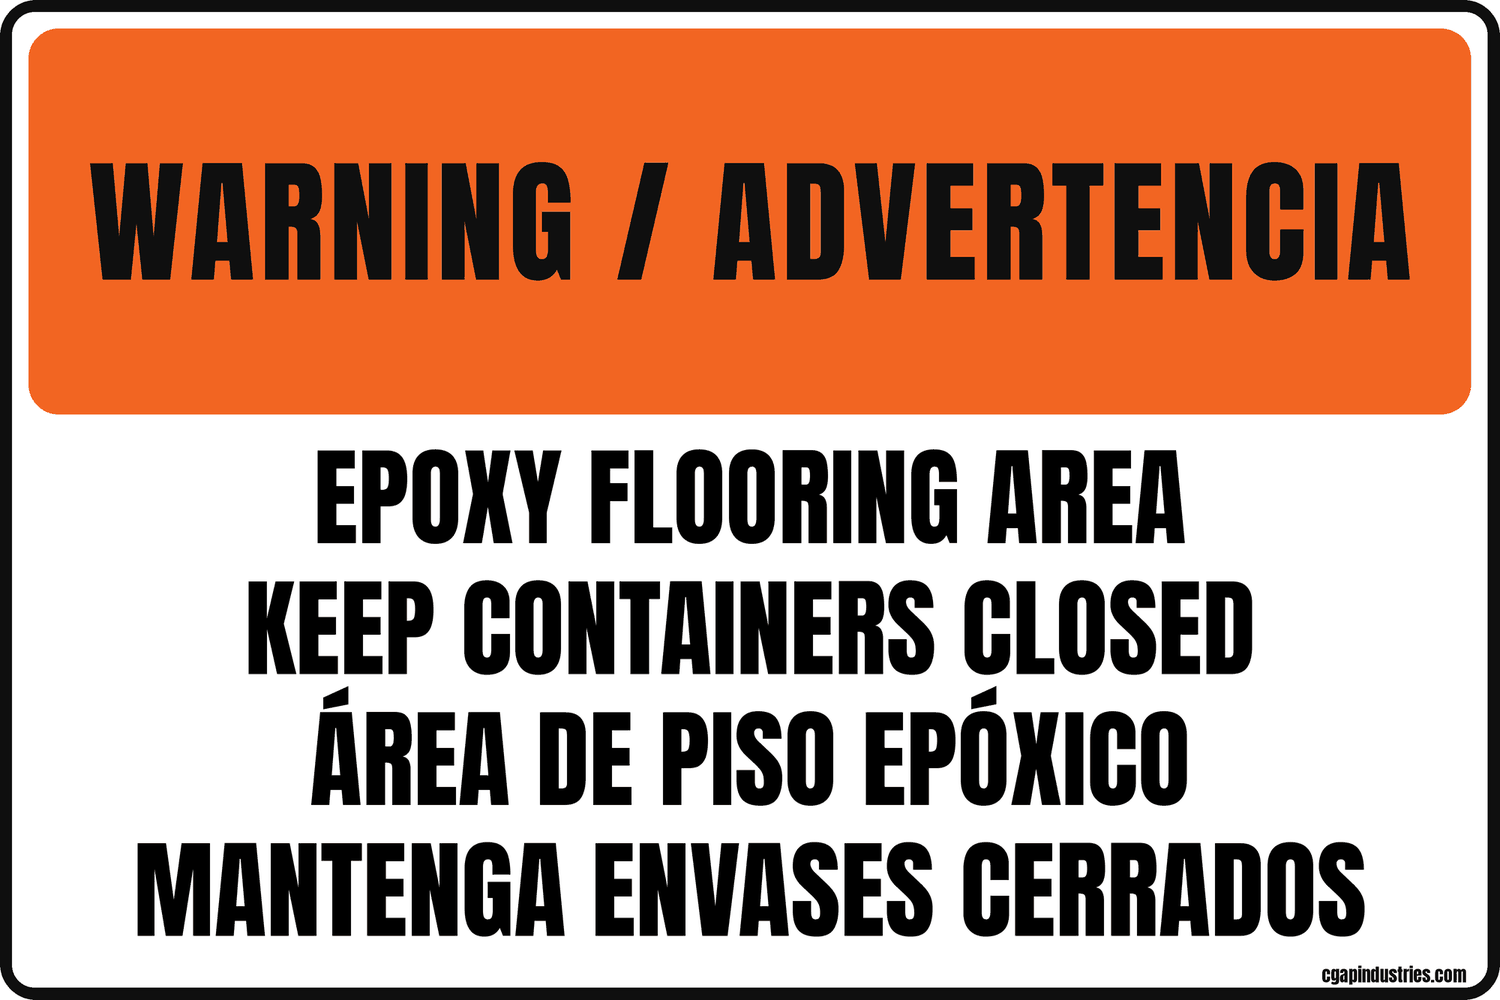 WARNING / ADVERTENCIA
EPOXY FLOORING AREA
KEEP CONTAINERS CLOSED
ÁREA DE PISO EPÓXICO
MANTENGA ENVASES CERRADOS
cgapindustries.com